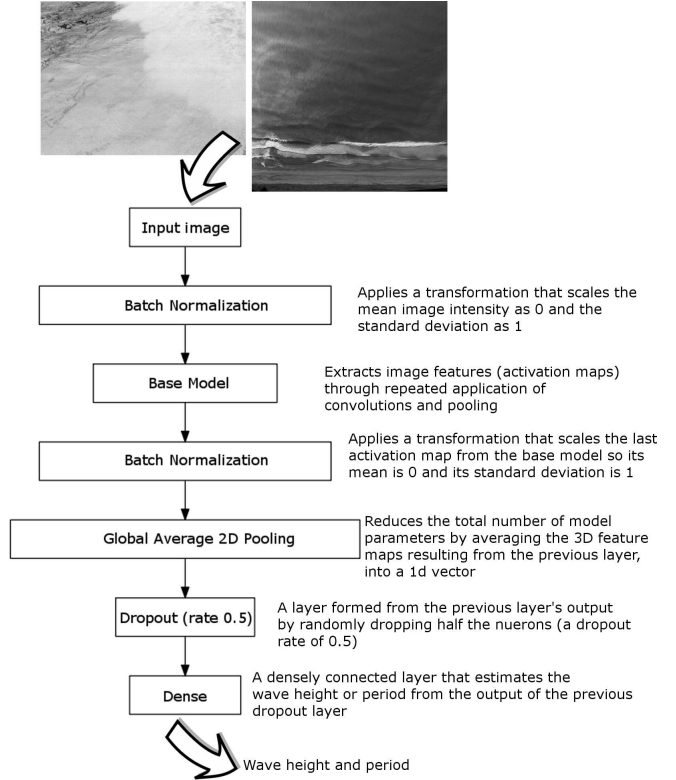 Input image
Batch Normalization
Applies a transformation that scales the
mean image intensity as 0 and the
standard deviation as 1
Base Model
Extracts image features (activation maps)
through repeated application of
convolutions and pooling
Batch Normalization
Applies a transformation that scales the last
activation map from the base model so its
mean is 0 and its standard deviation is 1
Global Average 2D Pooling
Reduces the total number of model
parameters by averaging the 3D feature
maps resulting from the previous layer,
into a 1d vector
Dropout (rate 0.5)
A layer formed from the previous layer's output
by randomly dropping half the nuerons (a dropout
rate of 0.5)
Dense
A densely connected layer that estimates the
wave height or period from the output of the previous
dropout layer
Wave height and period